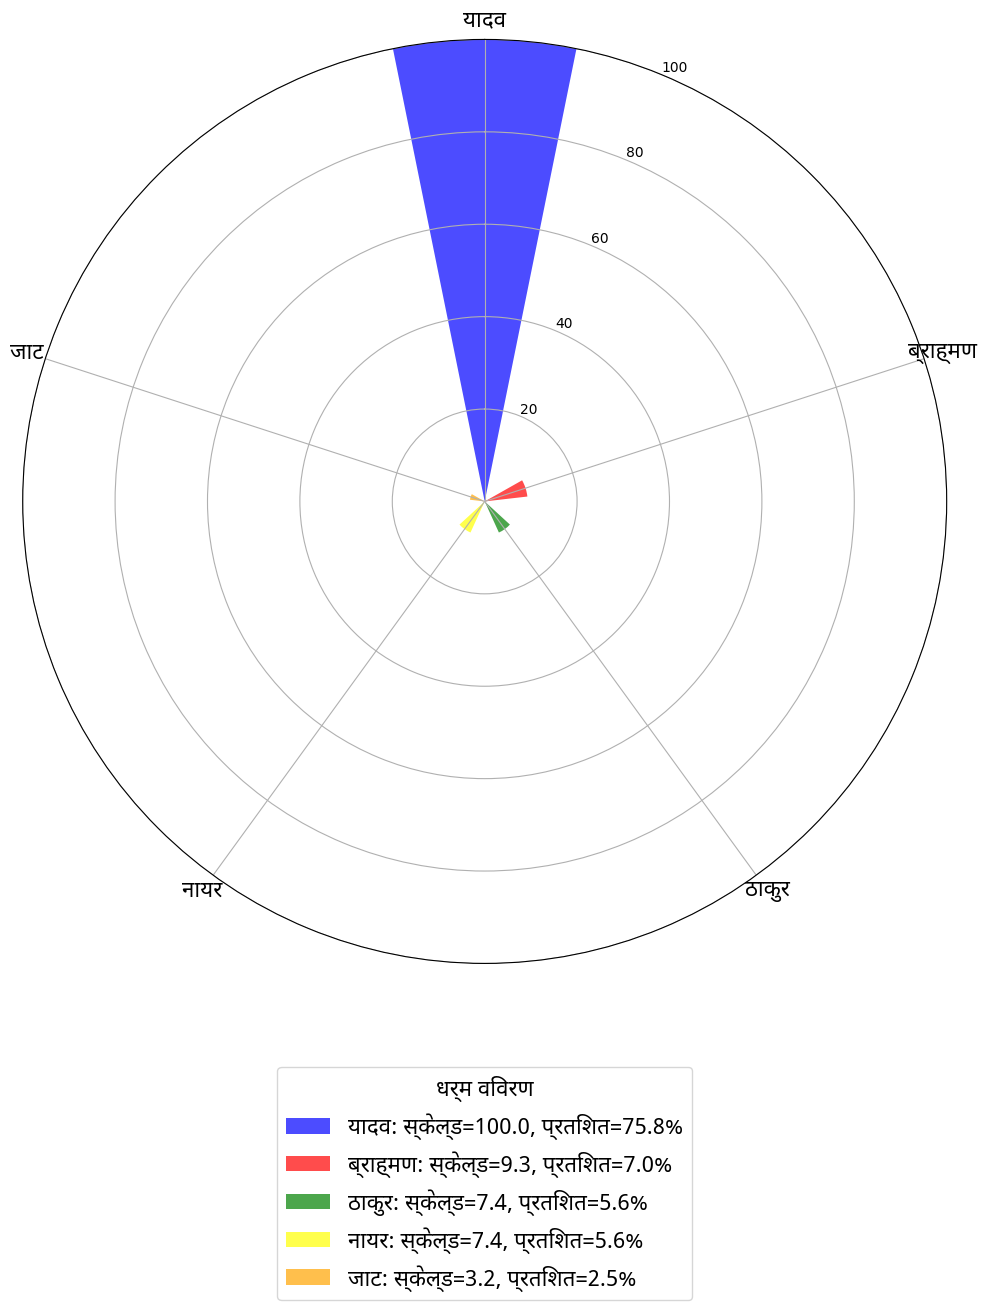 यादव
100
80
60
40
जाट
ब्राह्मण
20
नायर
ठाकुर
धर्म विवरण
यादव: स्केल्ड=100.0, प्रतिशत=75.8%
ब्राह्मण: स्केल्ड=9.3, प्रतिशत=7.0%
ठाकुर: स्केल्ड=7.4, प्रतिशत=5.6%
नायर: स्केल्ड=7.4, प्रतिशत=5.6%
जाट: स्केल्ड=3.2, प्रतिशत=2.5%